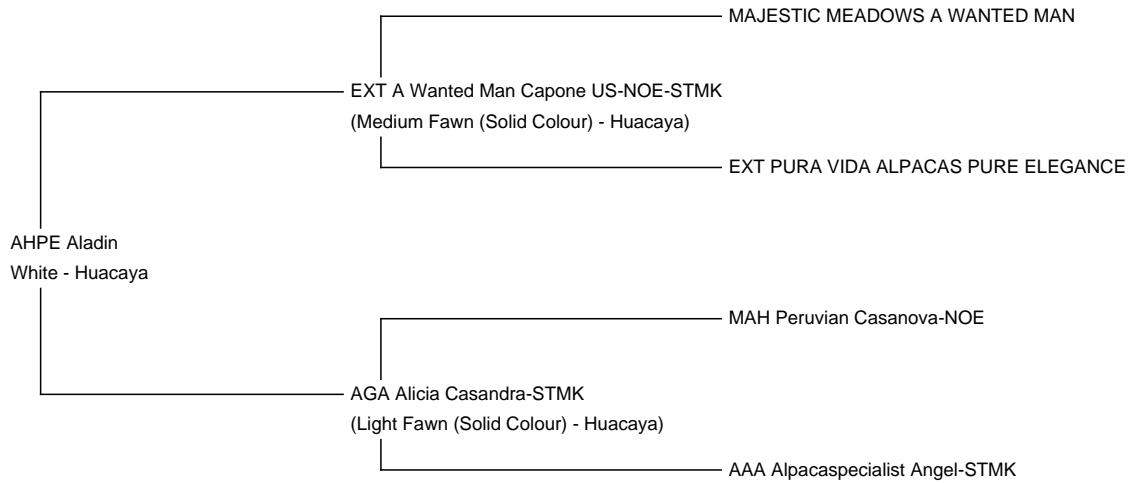 MAJESTIC MEADOWS A WANTED MAN
EXT A Wanted Man Capone US-NOE-STMK
(Medium Fawn (Solid Colour) - Huacaya)
EXT PURA VIDA ALPACAS PURE ELEGANCE
AHPE Aladin
White - Huacaya
MAH Peruvian Casanova-NOE
AGA Alicia Casandra-STMK
(Light Fawn (Solid Colour) - Huacaya)
AAA Alpacaspecialist Angel-STMK